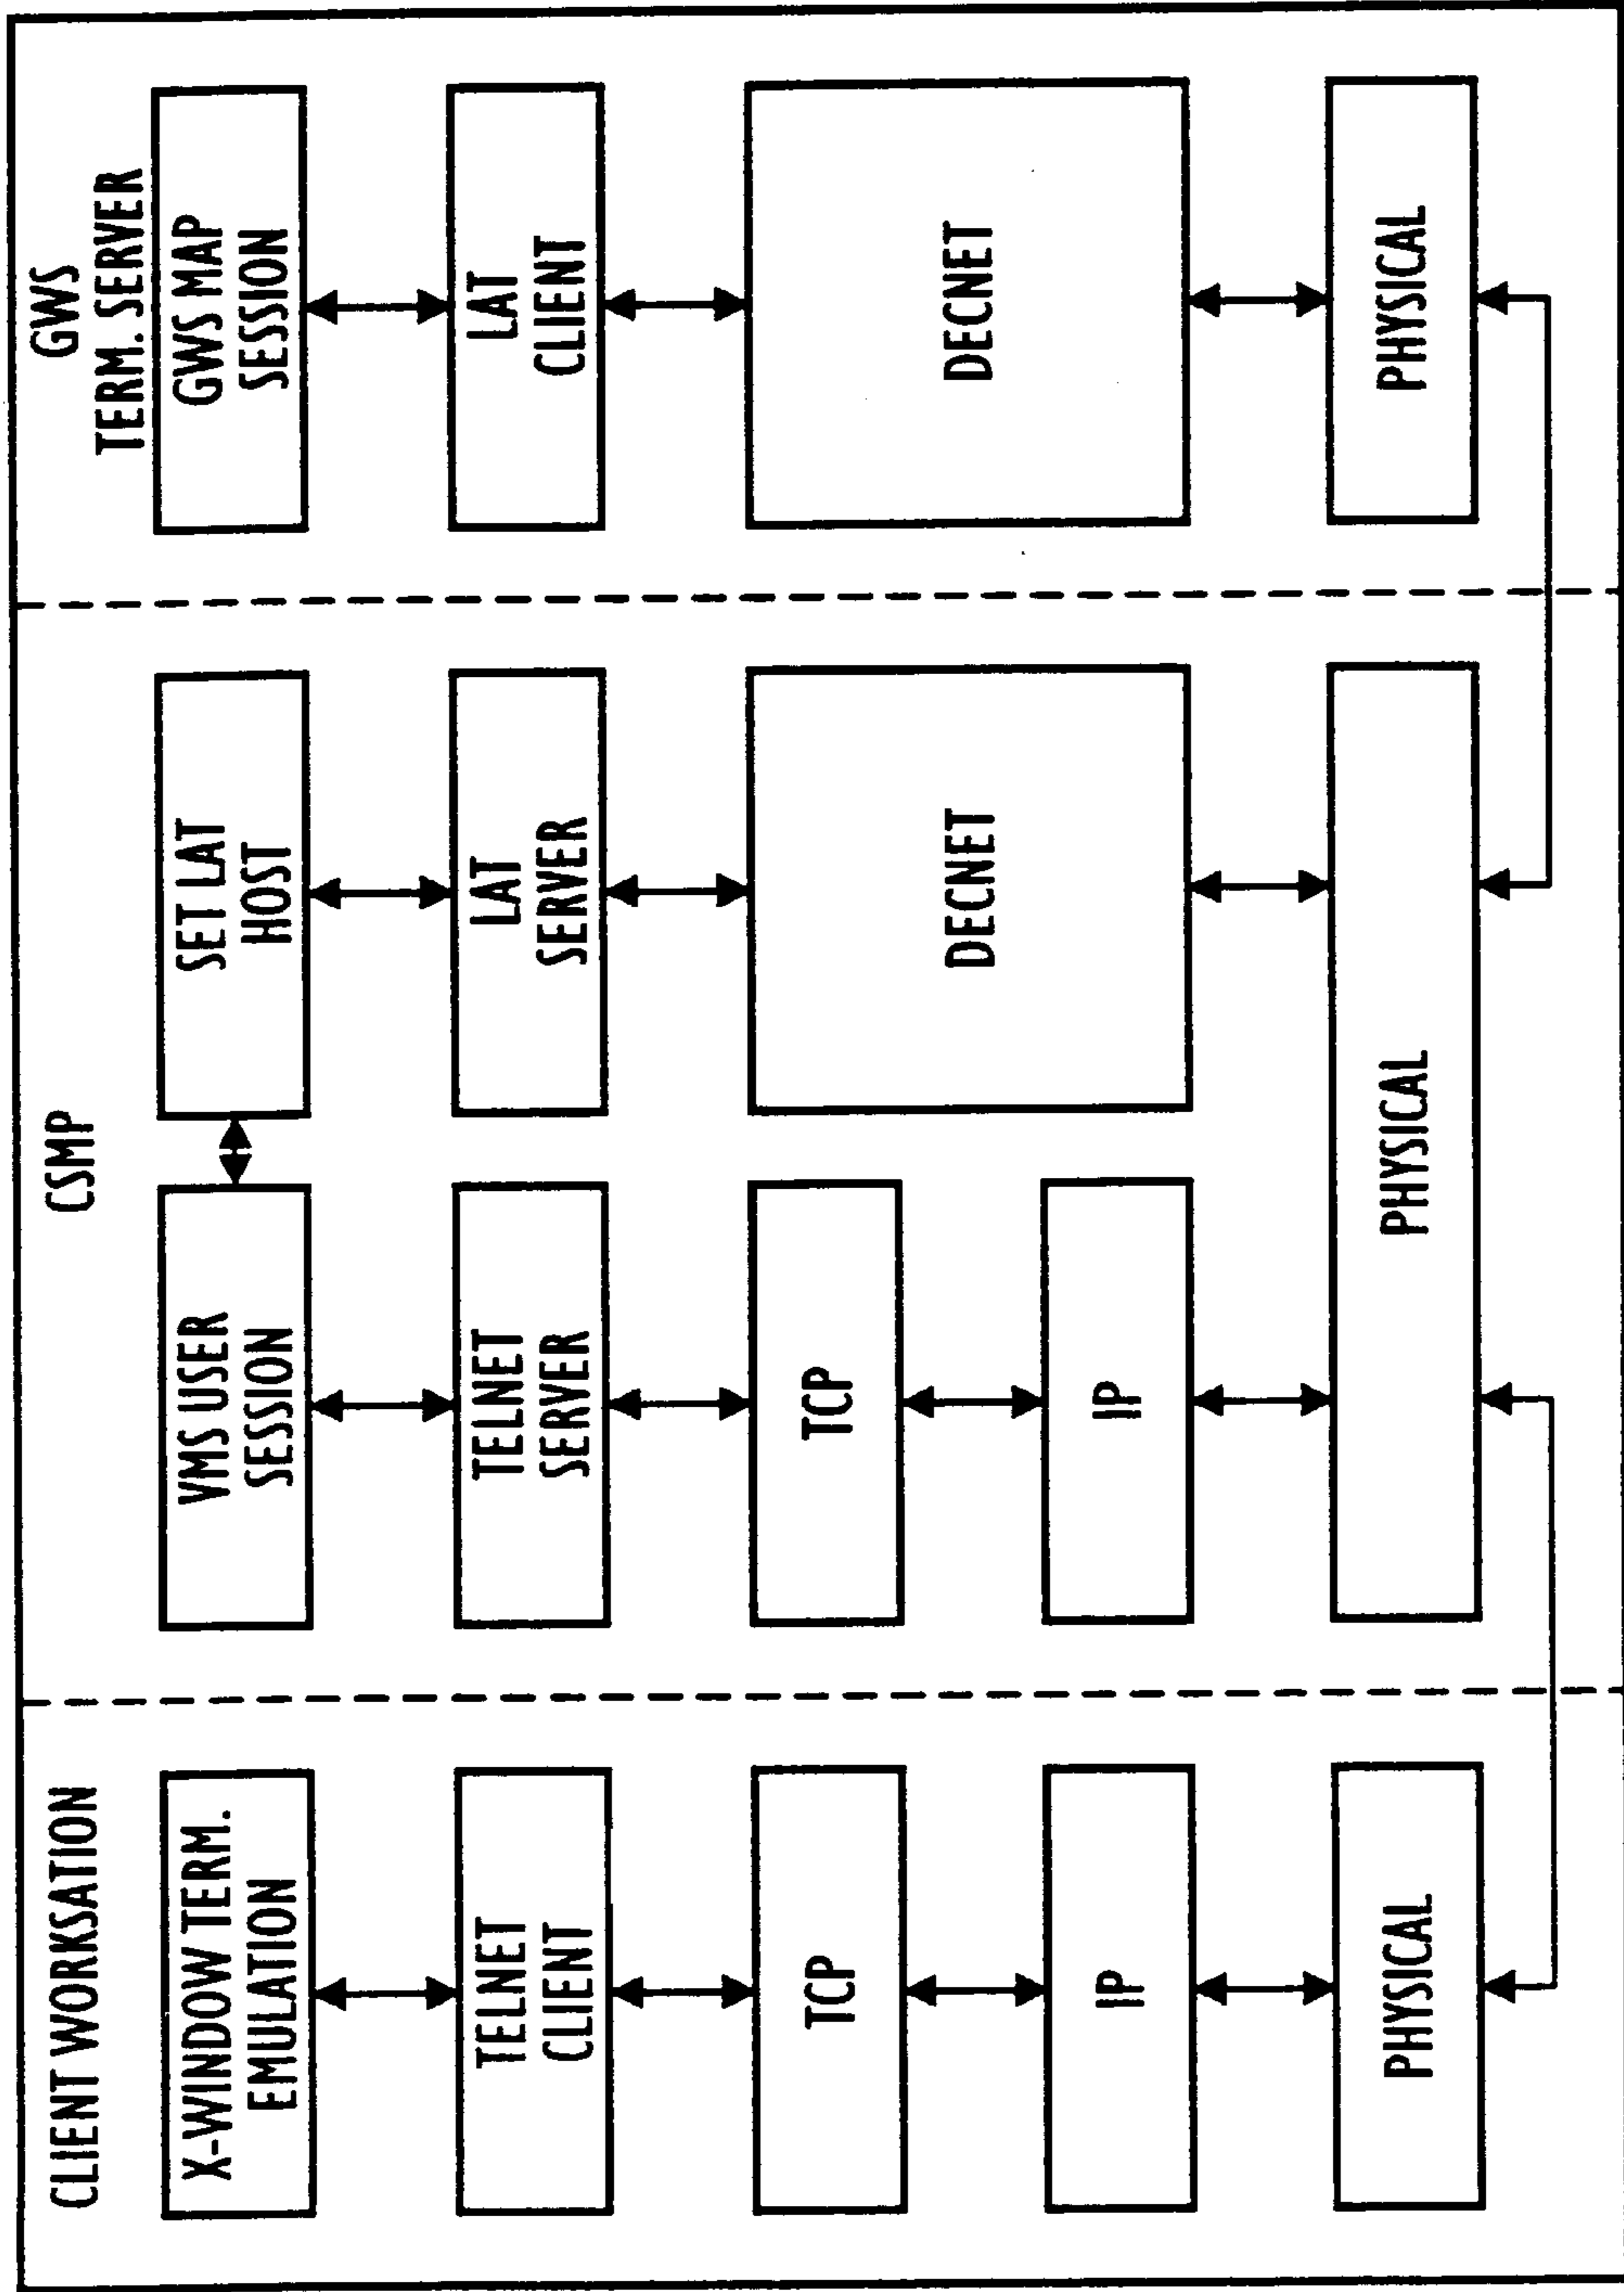 CLIENT WORKSATION
X-WINDOW TERM.
EMULATION
TELNET
CLIENT
TCP
IP
PHYSICAL
CSMP
VMS USER
SESSION
TELNET
SERVER
TCP
IP
SET LAT
HOST
LAT
SERVER
DECNET
PHYSICAL
GWS
TERM. SERVER
GWS MAP
SESSION
LAT
CLIENT
DECNET
PHYSICAL